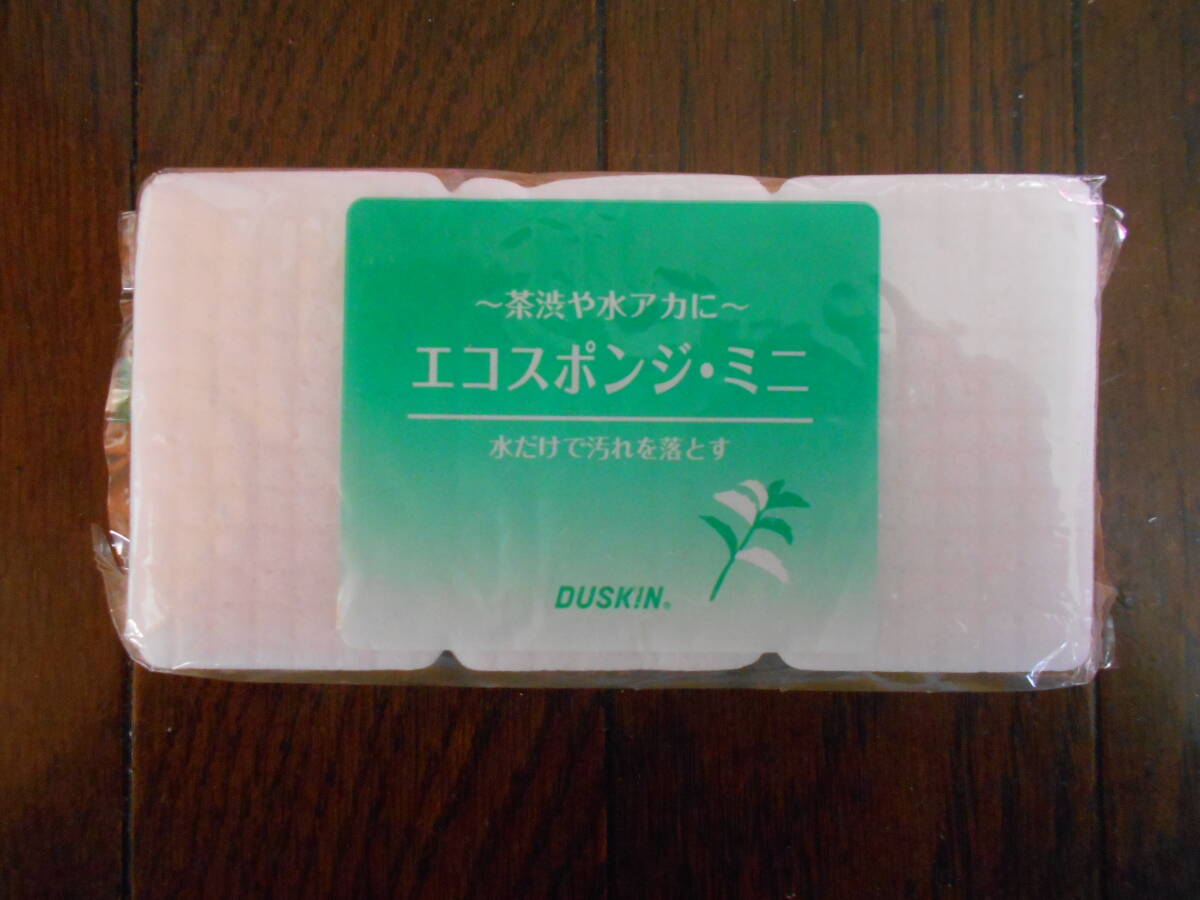 ～茶渋や水アカに～
エコスポンジ・ミニ
水だけで汚れを落とす
DUSKIN®